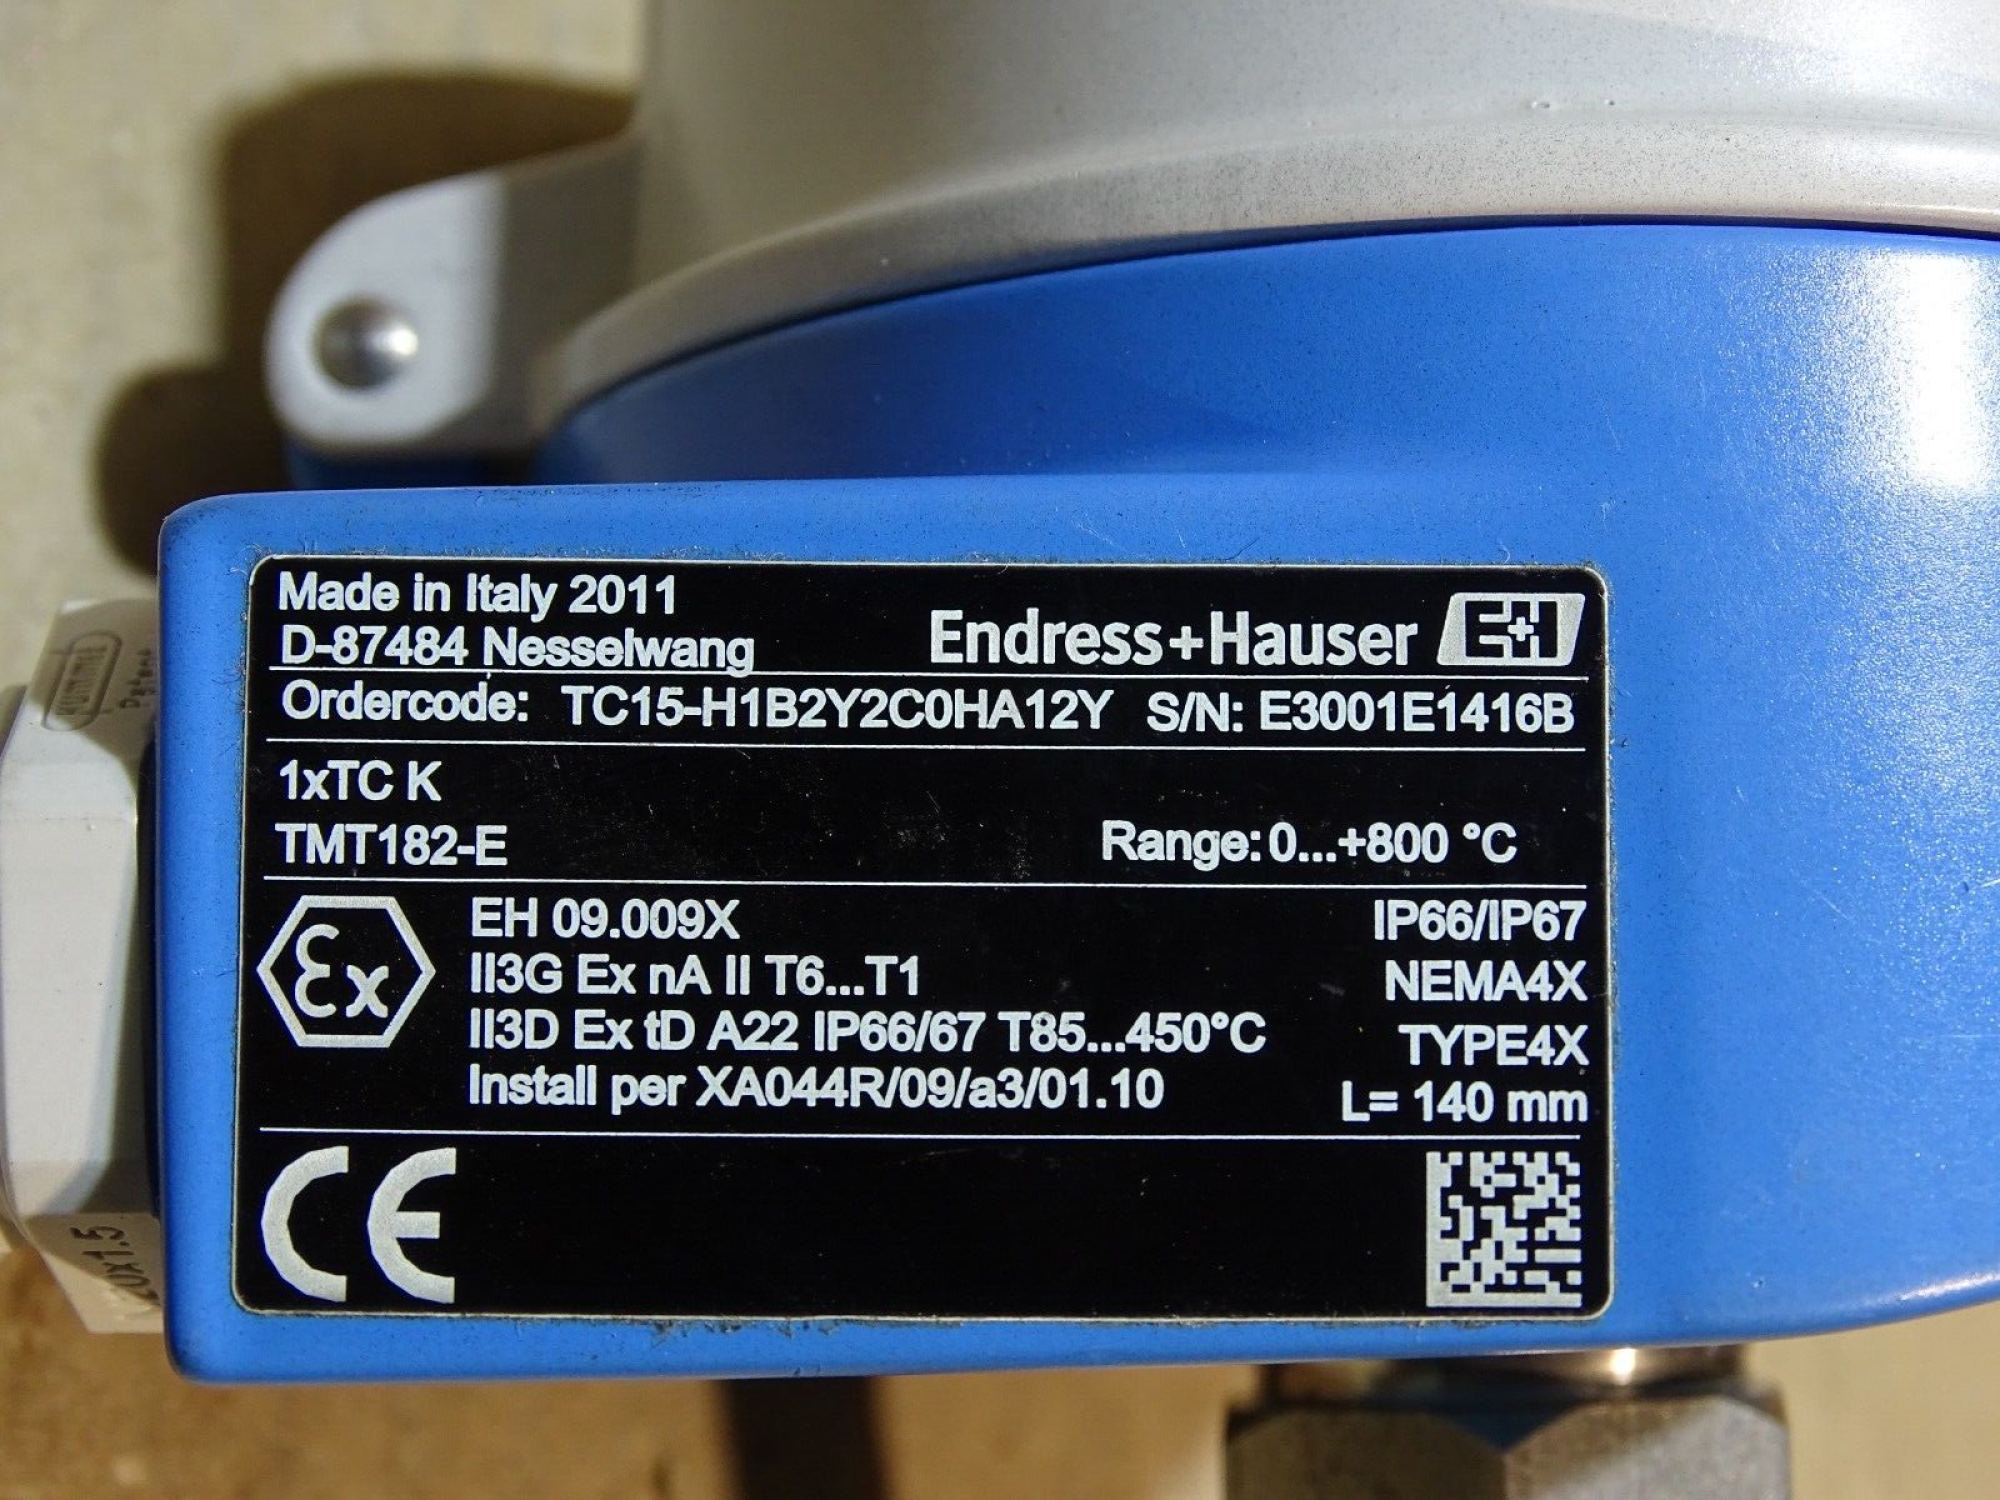 Made in Italy 2011
D-87484 Nesselwang
Endress+Hauser E+H
Ordercode: TC15-H1B2Y2C0HA12Y S/N: E3001E1416B
1xTC K
TMT182-E
Range: 0...+800 °C
Ex
EH 09.009X
II3G Ex nA II T6...T1
II3D Ex tD A22 IP66/67 T85...450°C
Install per XA044R/09/a3/01.10
IP66/IP67
NEMA4X
TYPE4X
L= 140 mm
CE